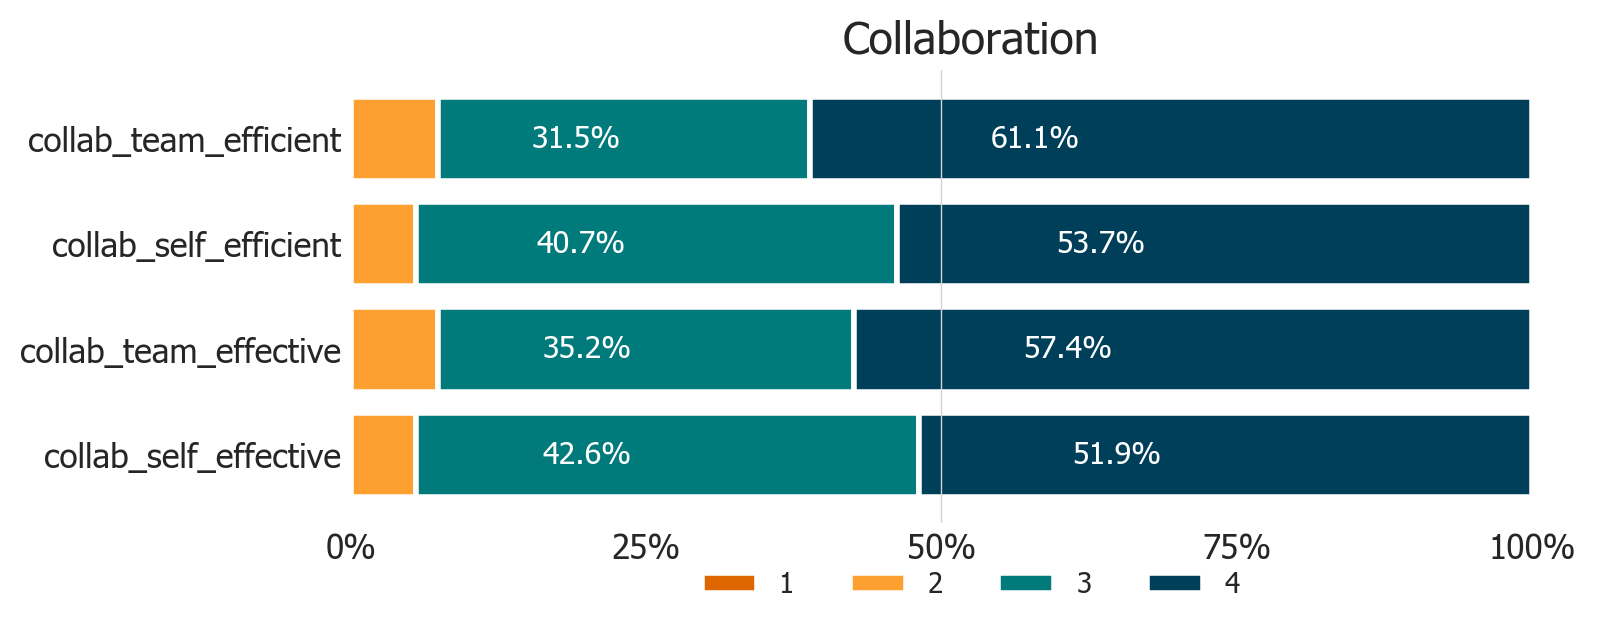 Collaboration
collab_team_efficient 31.5% 61.1%
collab_self_efficient 40.7% 53.7%
collab_team_effective 35.2% 57.4%
collab_self_effective 42.6% 51.9%
0% 25% 50% 75% 100%
1 2 3 4